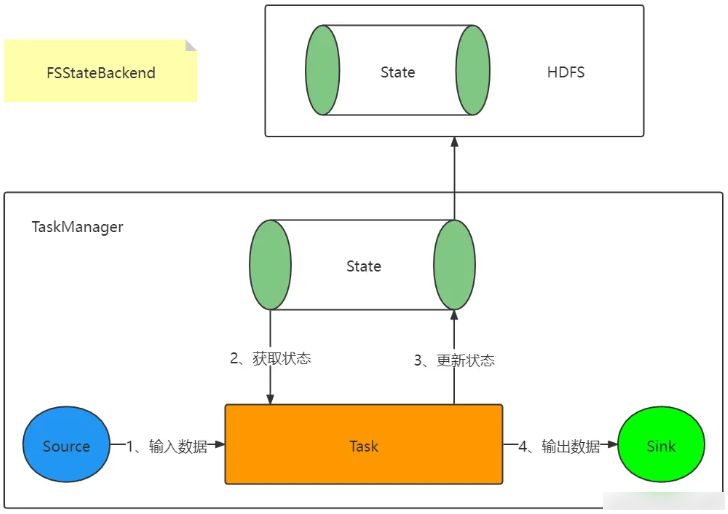 FSStateBackend
State
HDFS
TaskManager
State
2、获取状态
3、更新状态
Source
1、输入数据
Task
4、输出数据
Sink